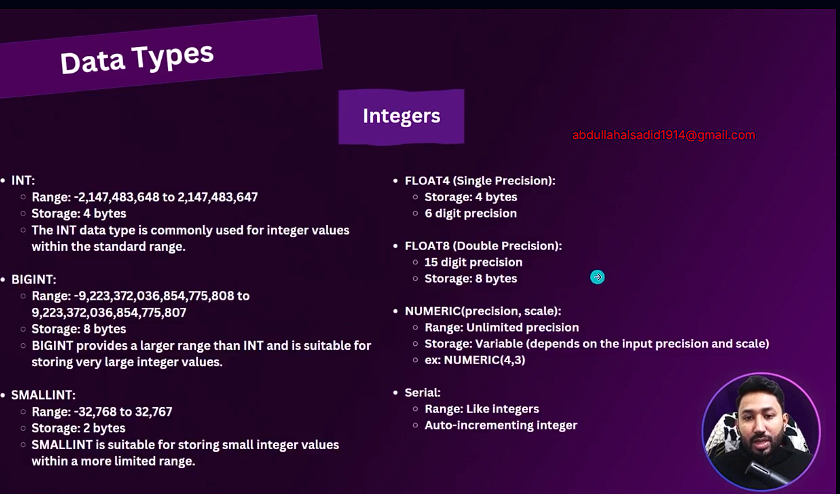 Data Types
Integers
abdullahalsadid1914@gmail.com
• INT:
○ Range: -2,147,483,648 to 2,147,483,647
○ Storage: 4 bytes
○ The INT data type is commonly used for integer values
within the standard range.
• BIGINT:
○ Range: -9,223,372,036,854,775,808 to
9,223,372,036,854,775,807
○ Storage: 8 bytes
○ BIGINT provides a larger range than INT and is suitable for
storing very large integer values.
• SMALLINT:
○ Range: -32,768 to 32,767
○ Storage: 2 bytes
○ SMALLINT is suitable for storing small integer values
within a more limited range.
• FLOAT4 (Single Precision):
○ Storage: 4 bytes
○ 6 digit precision
• FLOAT8 (Double Precision):
○ 15 digit precision
○ Storage: 8 bytes
• NUMERIC(precision, scale):
○ Range: Unlimited precision
○ Storage: Variable (depends on the input precision and scale)
○ ex: NUMERIC(4,3)
• Serial:
○ Range: Like integers
○ Auto-incrementing integer